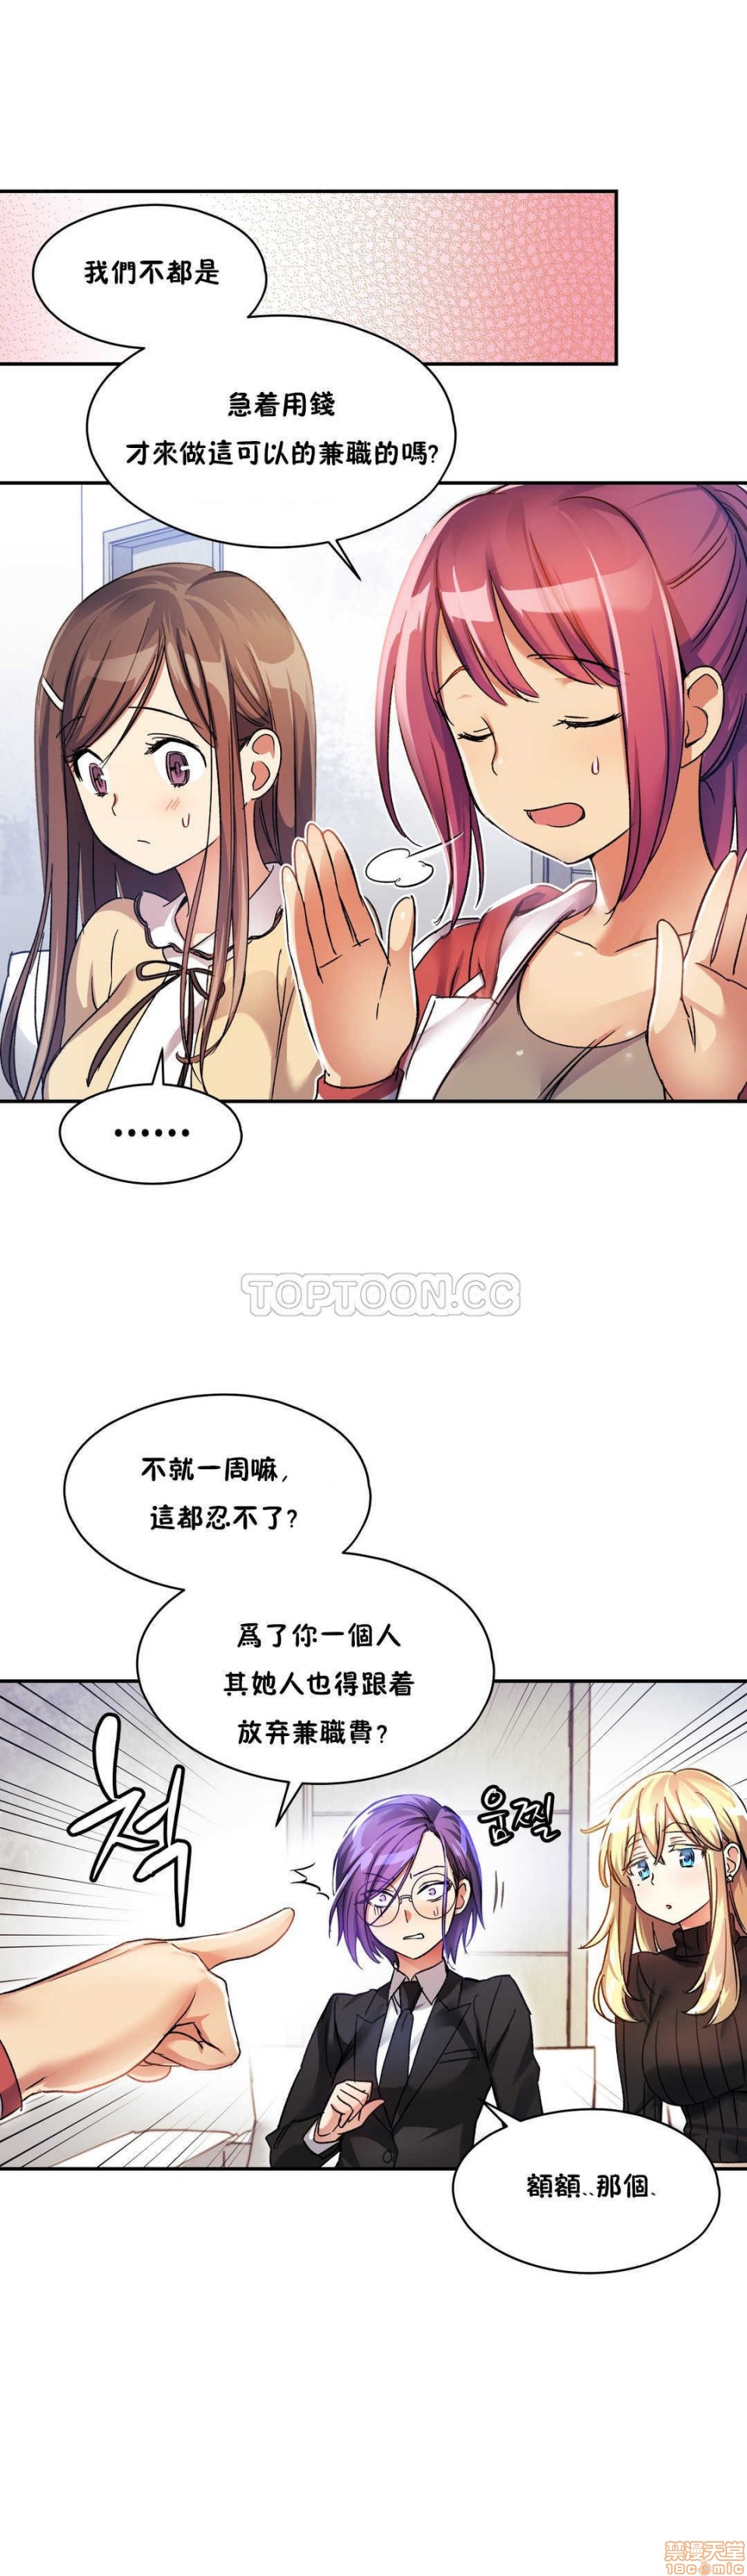 我們不都是
急着用錢
才來做這可以的兼職的嗎?
......
TOPTOON.CC
不就一周嘛,
這都忍不了?
爲了你一個人
其她人也得跟着
放弃兼職費?
척
움찔
額額..那個.
禁漫天堂
18comic